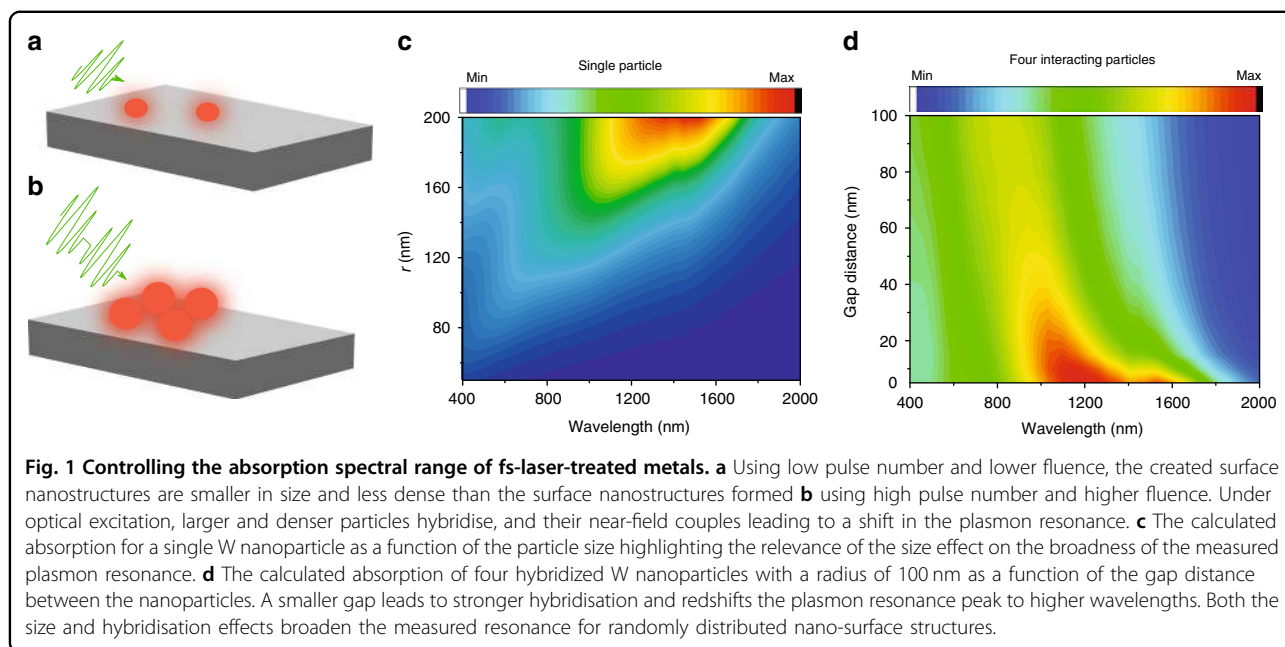 a
b
c
Single particle
Min
Max
200
160
120
80
r (nm)
400
800
1200
1600
2000
Wavelength (nm)
d
Four interacting particles
Min
Max
100
80
60
40
20
0
Gap distance (nm)
400
800
1200
1600
2000
Wavelength (nm)
Fig. 1 Controlling the absorption spectral range of fs-laser-treated metals. a Using low pulse number and lower fluence, the created surface
nanostructures are smaller in size and less dense than the surface nanostructures formed b using high pulse number and higher fluence. Under
optical excitation, larger and denser particles hybridise, and their near-field couples leading to a shift in the plasmon resonance. c The calculated
absorption for a single W nanoparticle as a function of the particle size highlighting the relevance of the size effect on the broadness of the measured
plasmon resonance. d The calculated absorption of four hybridized W nanoparticles with a radius of 100 nm as a function of the gap distance
between the nanoparticles. A smaller gap leads to stronger hybridisation and redshifts the plasmon resonance peak to higher wavelengths. Both the
size and hybridisation effects broaden the measured resonance for randomly distributed nano-surface structures.